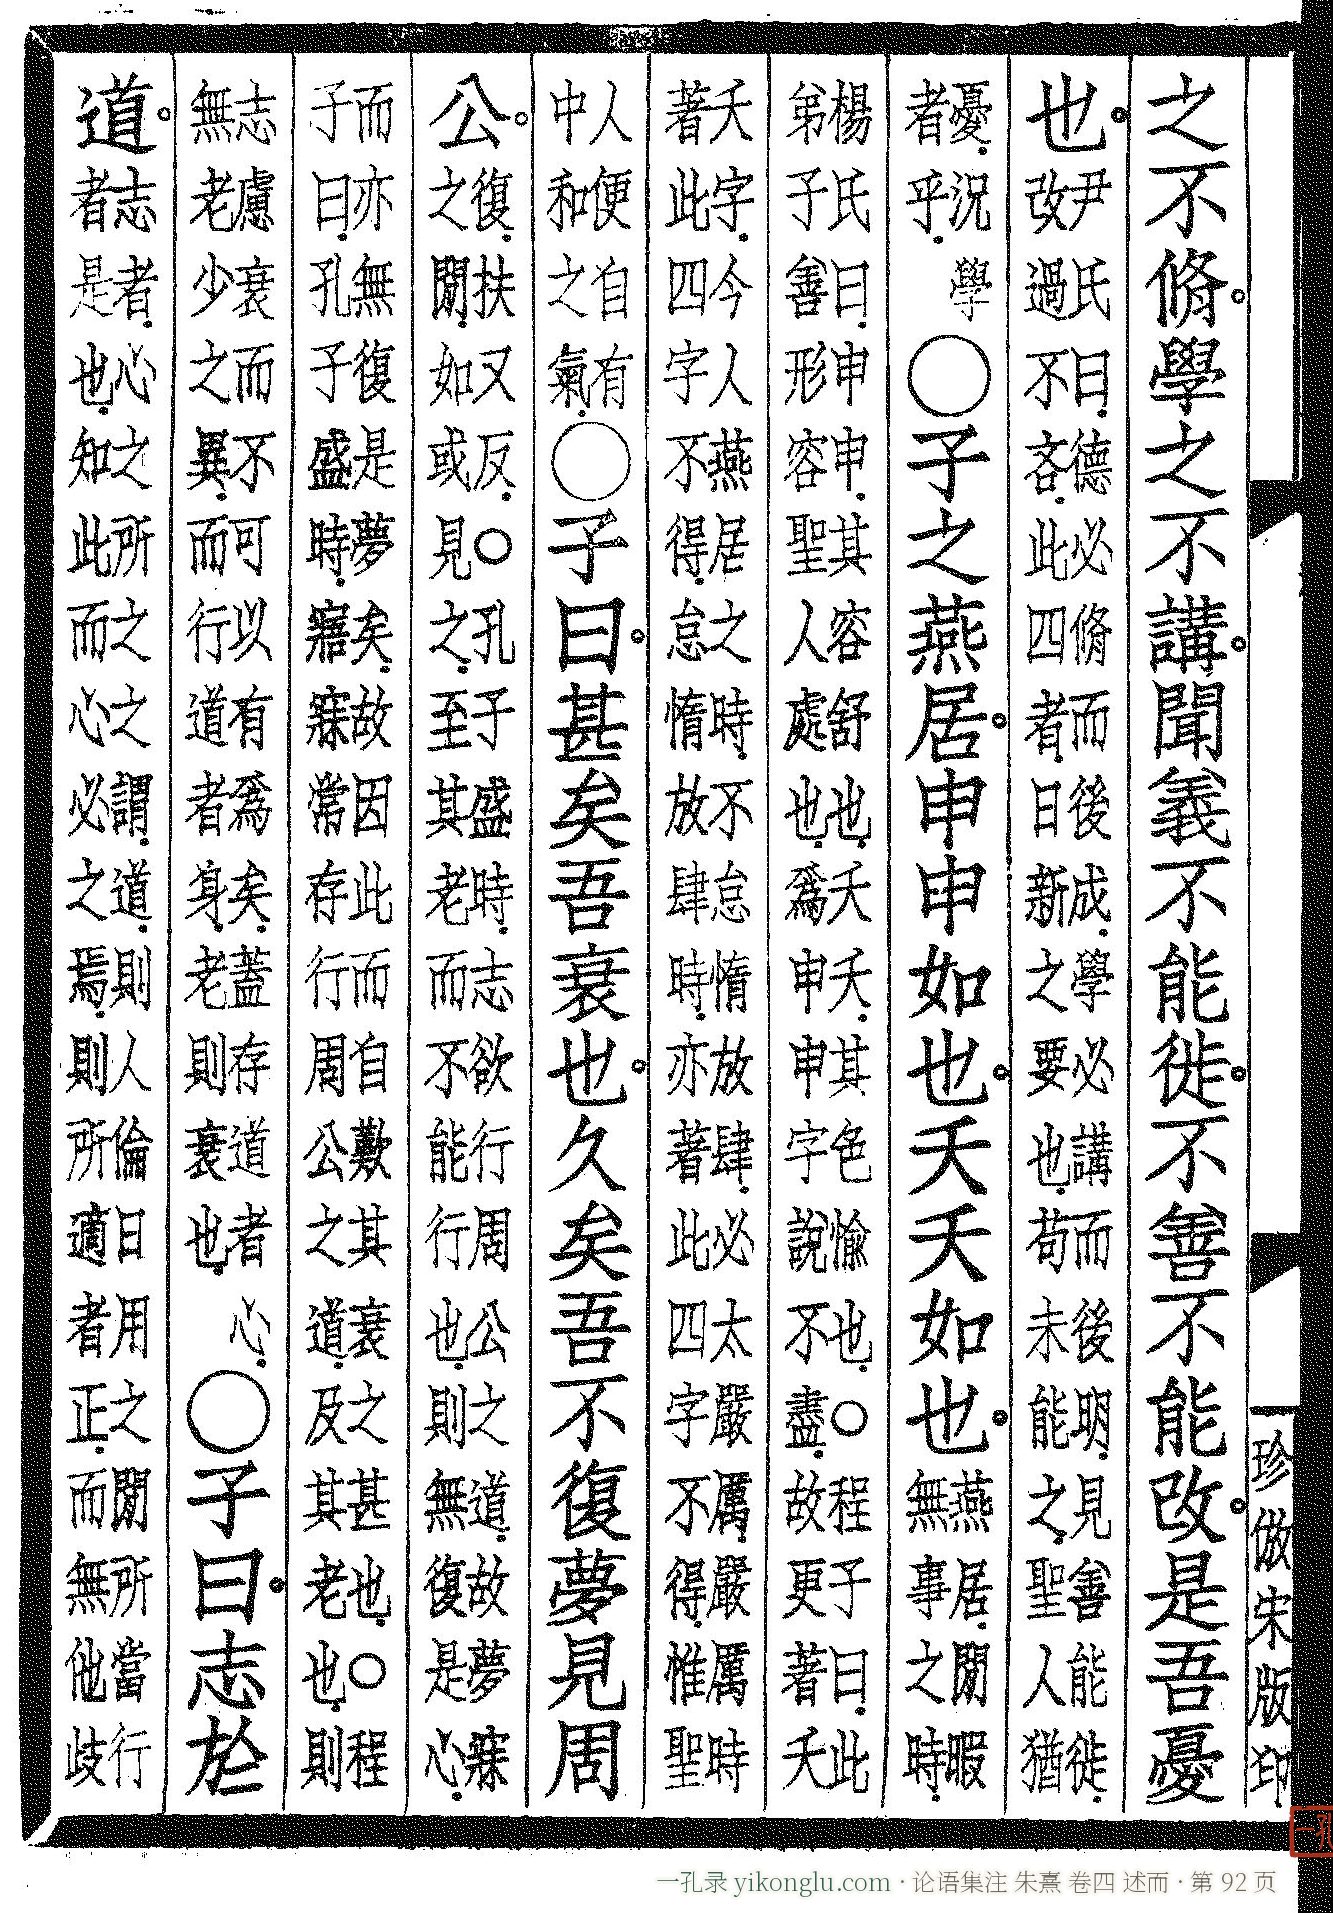 之不脩。學之不講。聞義不能徙。不善不能改。是吾憂
也。尹氏曰。德必脩而後成。學必講而後明。見善能徙。改過不吝。此四者。日新之要也。苟未能之。聖人猶
憂。況學者乎。○子之燕居。申申如也。夭夭如也。燕居。閒暇無事之時。
楊氏曰。申申。其容舒也。夭夭。其色愉也。○程子曰。此弟子善形容聖人處也。爲申申字說不盡。故更著夭
夭字。今人燕居之時。不怠惰放肆。必太嚴厲。嚴厲時著此四字不得。怠惰放肆時。亦著此四字不得。惟聖
人便自有中和之氣。○子曰。甚矣吾衰也。久矣吾不復夢見周
公。復。扶又反。○孔子盛時。志欲行周公之道。故夢寐之閒。如或見之。至其老而不能行也。則無復是心。
而亦無復是夢矣。故因此而自歎其衰之甚也。○程子曰。孔子盛時。寤寐常存行周公之道。及其老也。則
志慮衰而不可以有爲矣。蓋存道者心。無老少之異。而行道者身。老則衰也。○子曰。志於
道。志者。心之所之之謂。道。則人倫日用之閒所當行者是也。知此而心必之焉。則所適者正。而無他歧
珍倣宋版印
一孔录 yikonglu.com · 论语集注 朱熹 卷四 述而 · 第 92 页